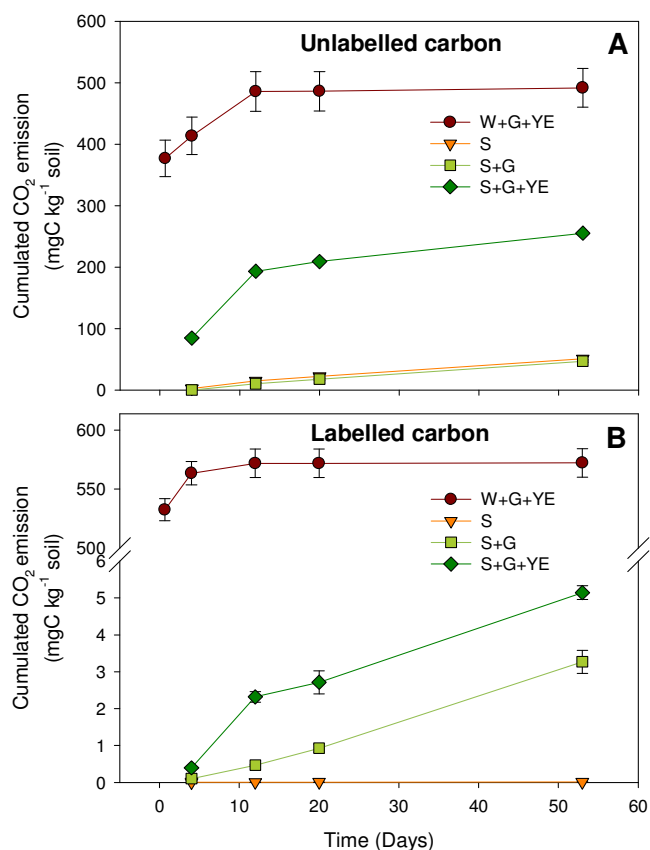 Unlabelled carbon
A
Cumulated CO₂ emission
(mgC kg⁻¹ soil)
600
500
400
300
200
100
0
W+G+YE
S
S+G
S+G+YE
Labelled carbon
B
Cumulated CO₂ emission
(mgC kg⁻¹ soil)
600
550
500
6
5
4
3
2
1
0
W+G+YE
S
S+G
S+G+YE
0 10 20 30 40 50 60
Time (Days)